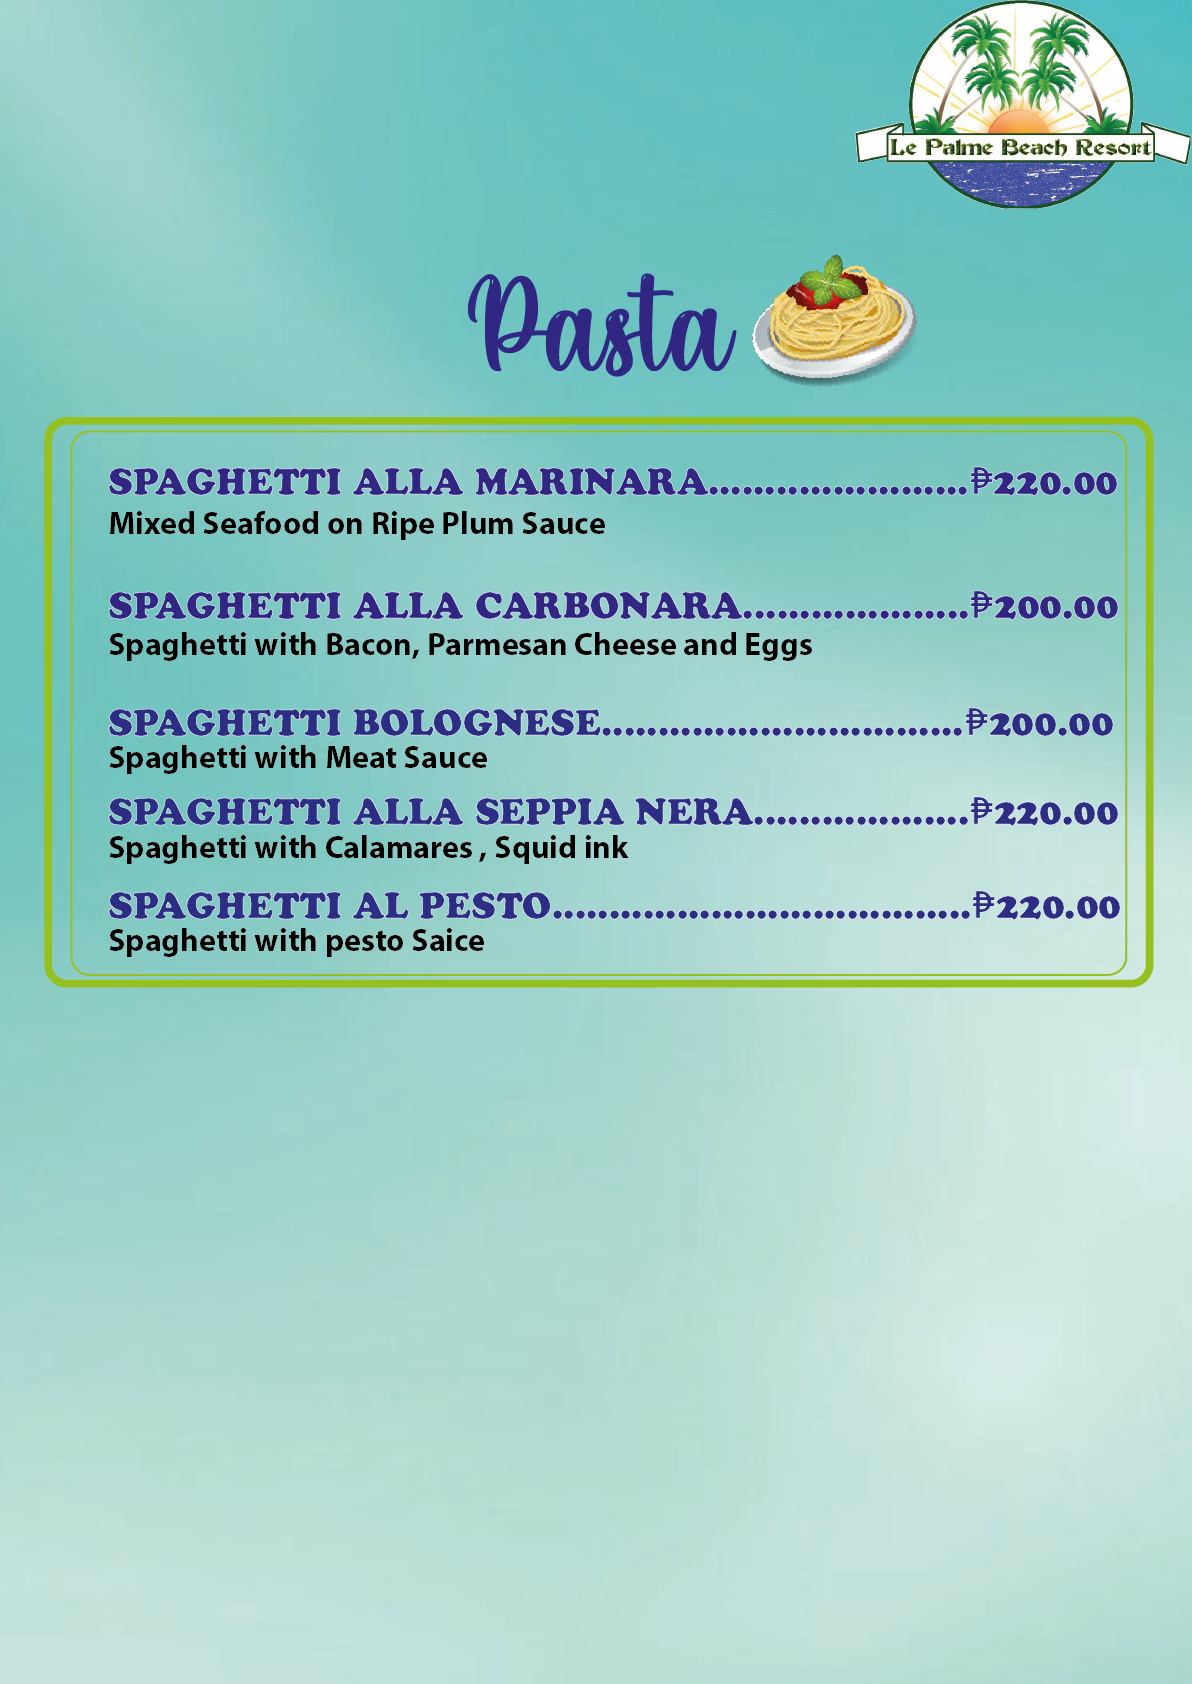 Le Palme Beach Resort
Pasta
SPAGHETTI ALLA MARINARA.......................₱220.00
Mixed Seafood on Ripe Plum Sauce
SPAGHETTI ALLA CARBONARA....................₱200.00
Spaghetti with Bacon, Parmesan Cheese and Eggs
SPAGHETTI BOLOGNESE................................₱200.00
Spaghetti with Meat Sauce
SPAGHETTI ALLA SEPPIA NERA...................₱220.00
Spaghetti with Calamares , Squid ink
SPAGHETTI AL PESTO.....................................₱220.00
Spaghetti with pesto Saice